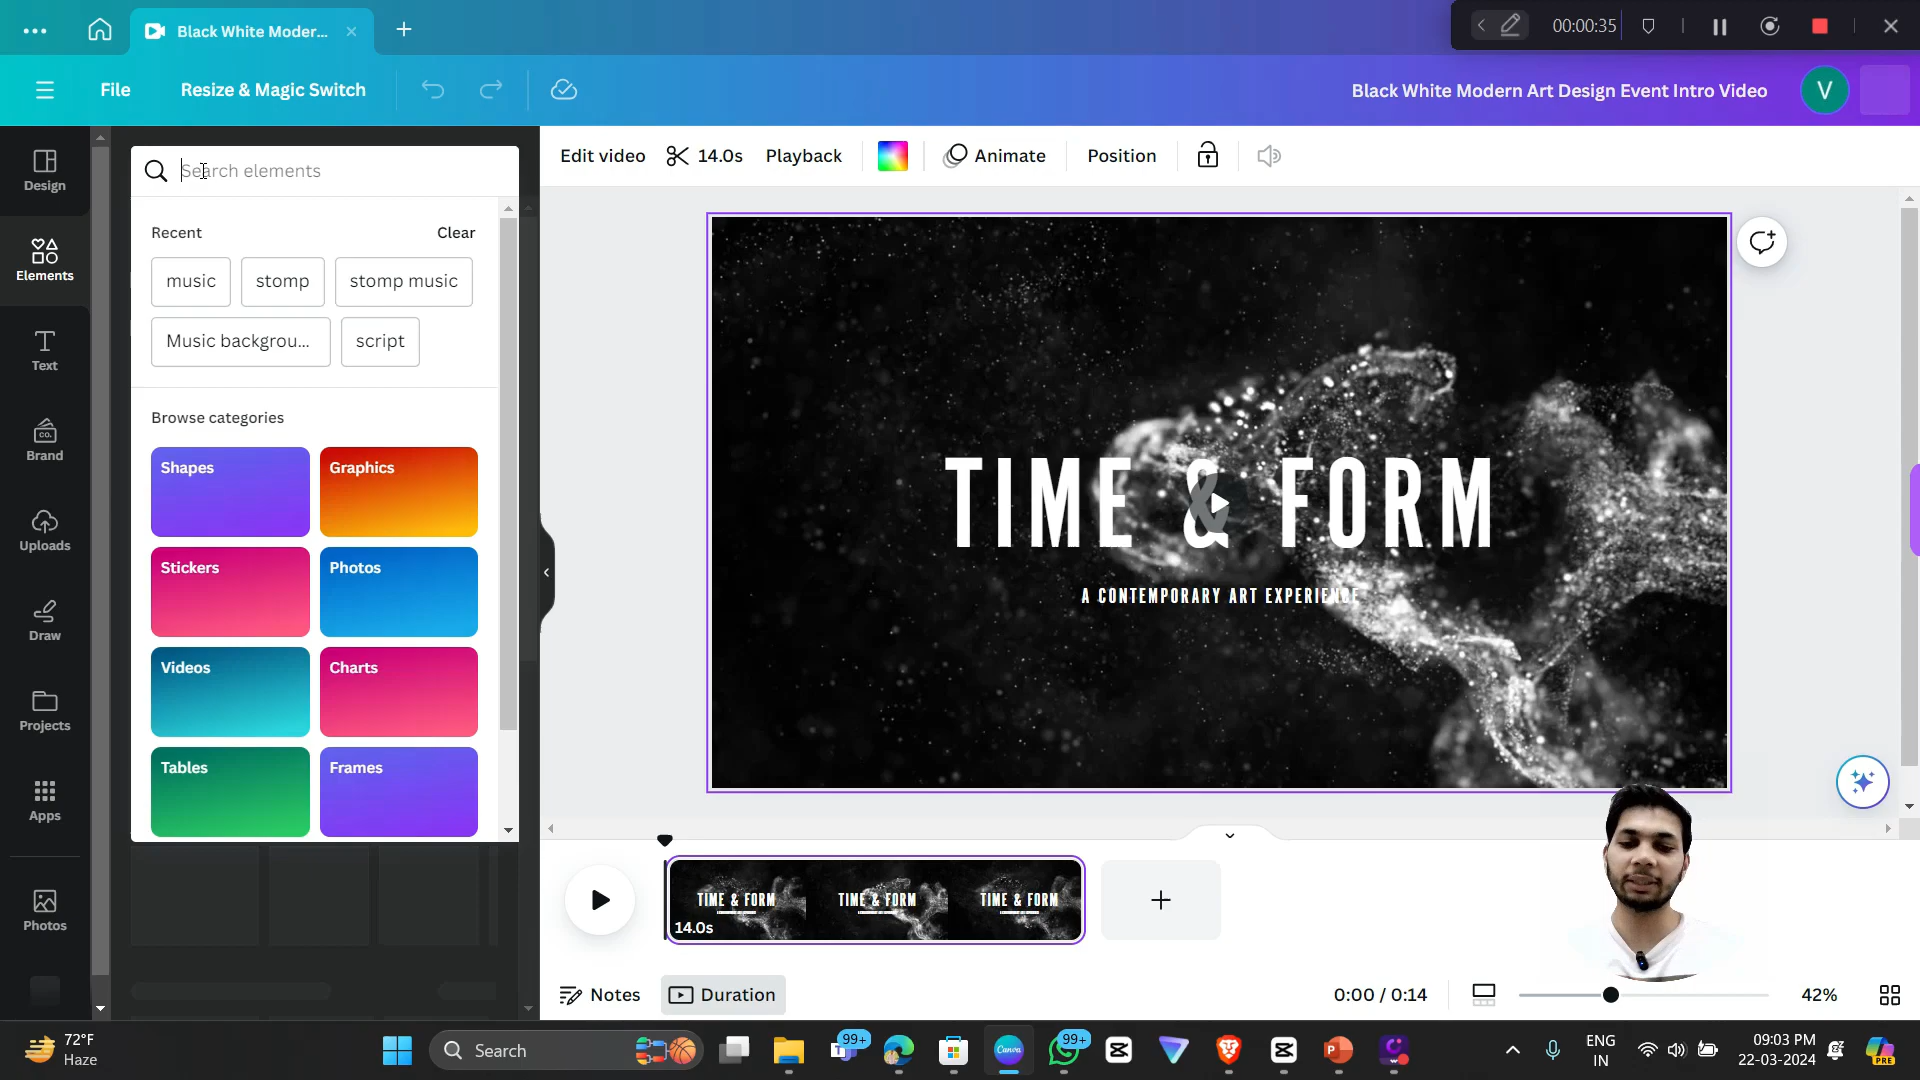 Black White Moder...
00:00:35
File
Resize & Magic Switch
Black White Modern Art Design Event Intro Video
V
Design
Elements
Text
CO.
Brand
Uploads
Draw
Projects
Apps
Photos
Search elements
Recent
Clear
music
stomp
stomp music
Music backgrou...
script
Browse categories
Shapes
Graphics
Stickers
Photos
Videos
Charts
Tables
Frames
Edit video
14.0s
Playback
Animate
Position
TIME & FORM
A CONTEMPORARY ART EXPERIENCE
TIME & FORM
TIME & FORM
TIME & FORM
14.0s
Notes
Duration
0:00 / 0:14
42%
72°F
Haze
Search
99+
Canva
99+
ENG
IN
09:03 PM
22-03-2024
PRE